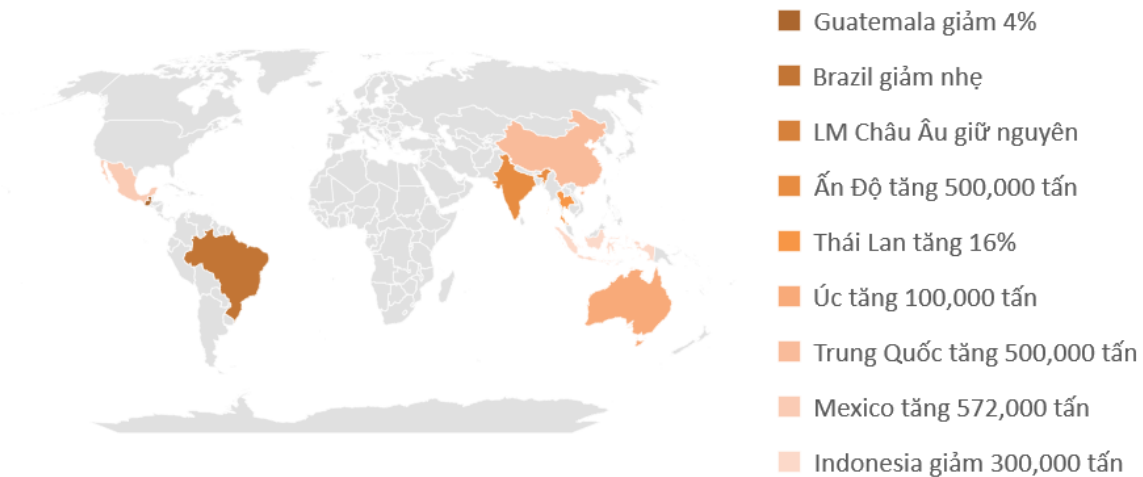 Guatemala giảm 4%
Brazil giảm nhẹ
LM Châu Âu giữ nguyên
Ấn Độ tăng 500,000 tấn
Thái Lan tăng 16%
Úc tăng 100,000 tấn
Trung Quốc tăng 500,000 tấn
Mexico tăng 572,000 tấn
Indonesia giảm 300,000 tấn